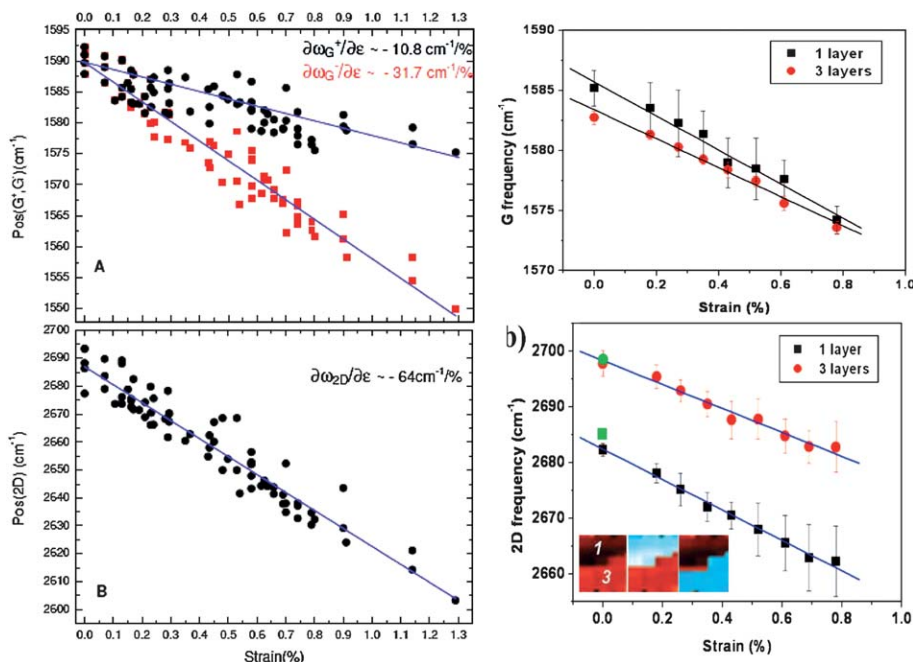 0.0 0.1 0.2 0.3 0.4 0.5 0.6 0.7 0.8 0.9 1.0 1.1 1.2 1.3
1595
1590
1585
1580
1575
1570
1565
1560
1555
1550
Pos(G⁺,G⁻)(cm⁻¹)
∂ω_G⁺/∂ε ~ - 10.8 cm⁻¹/%
∂ω_G⁻/∂ε ~ - 31.7 cm⁻¹/%
A
2700
2690
2680
2670
2660
2650
2640
2630
2620
2610
2600
Pos(2D) (cm⁻¹)
∂ω₂D/∂ε ~ - 64cm⁻¹/%
B
0.0 0.1 0.2 0.3 0.4 0.5 0.6 0.7 0.8 0.9 1.0 1.1 1.2 1.3
Strain(%)
1590
1585
1580
1575
1570
G frequency (cm⁻¹)
1 layer
3 layers
0.0 0.2 0.4 0.6 0.8 1.0
Strain (%)
b)
2700
2690
2680
2670
2660
2D frequency (cm⁻¹)
1 layer
3 layers
1
3
0.0 0.2 0.4 0.6 0.8 1.0
Strain (%)